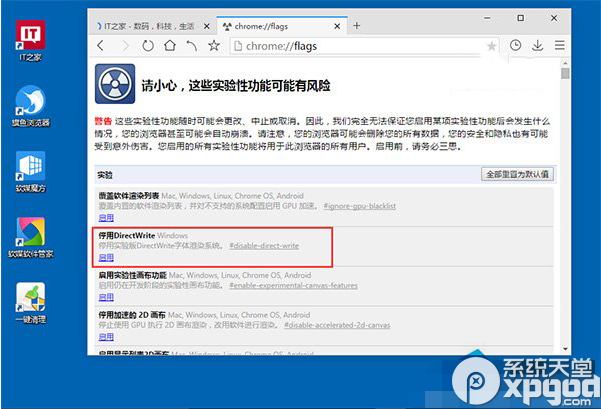 IT之家 - 数码，科技，生活
chrome://flags
chrome://flags
请小心，这些实验性功能可能有风险
警告 这些实验性功能随时可能会更改、中止或取消。因此，我们完全无法保证您启用某项实验性功能后会发生什么
情况，您的浏览器甚至可能会自动崩溃。请注意，您的浏览器可能会删除您的所有数据，您的安全和隐私也有可能
受到意外伤害。您启用的所有实验性功能将用于此浏览器的所有用户。启用前，请务必三思。
实验
全部重置为默认值
覆盖软件渲染列表 Mac, Windows, Linux, Chrome OS, Android
覆盖内置的软件渲染列表，并对不支持的系统配置启用 GPU 加速。 #ignore-gpu-blacklist
启用
停用DirectWrite Windows
停用实验版DirectWrite字体渲染系统。 #disable-direct-write
启用
启用实验性画布功能 Mac, Windows, Linux, Chrome OS, Android
启用仍在开发阶段的实验性画布功能。 #enable-experimental-canvas-features
启用
停用加速的 2D 画布 Mac, Windows, Linux, Chrome OS, Android
停止使用 GPU 执行 2D 画布渲染，改用软件进行渲染。 #disable-accelerated-2d-canvas
启用
启用显示列表2D画布 Mac, Windows, Linux, Chrome OS, Android
IT
IT之家
旗鱼浏览器
软媒魔方
软媒软件管家
一键清理
系统天堂
xpgod.com